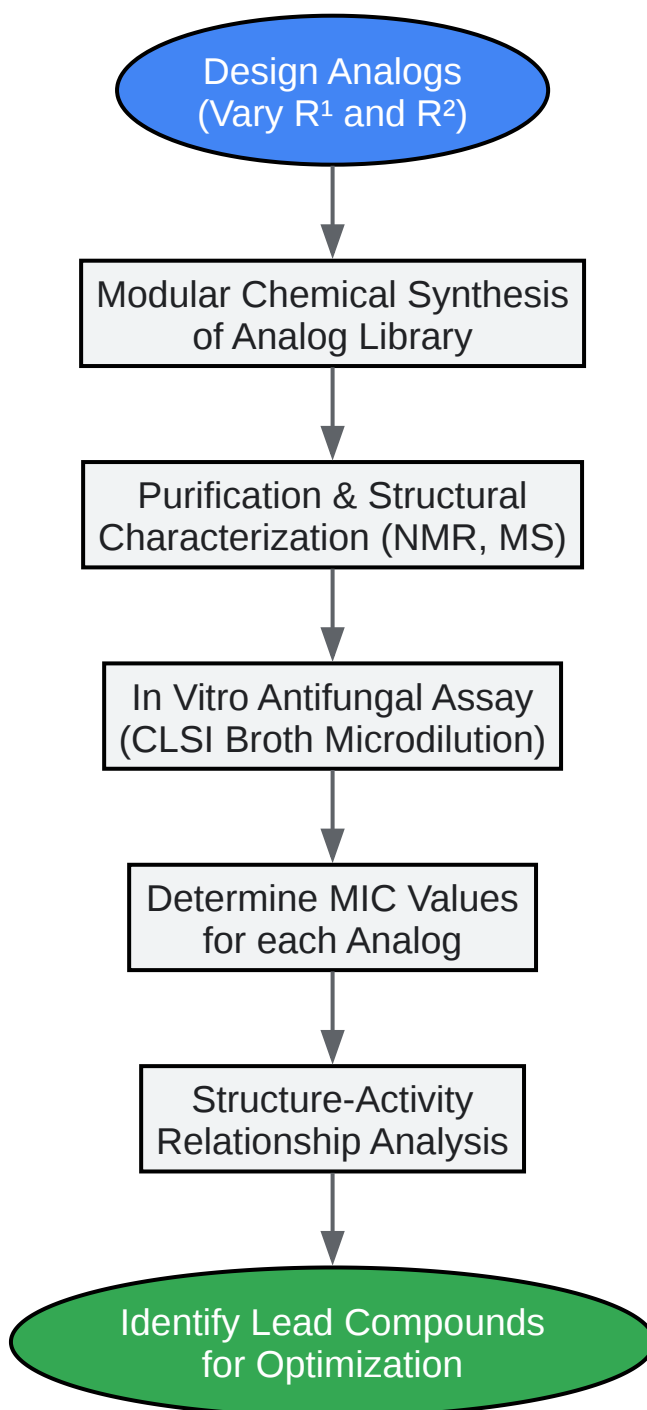 Design Analogs
(Vary R¹ and R²)
Modular Chemical Synthesis
of Analog Library
Purification & Structural
Characterization (NMR, MS)
In Vitro Antifungal Assay
(CLSI Broth Microdilution)
Determine MIC Values
for each Analog
Structure-Activity
Relationship Analysis
Identify Lead Compounds
for Optimization